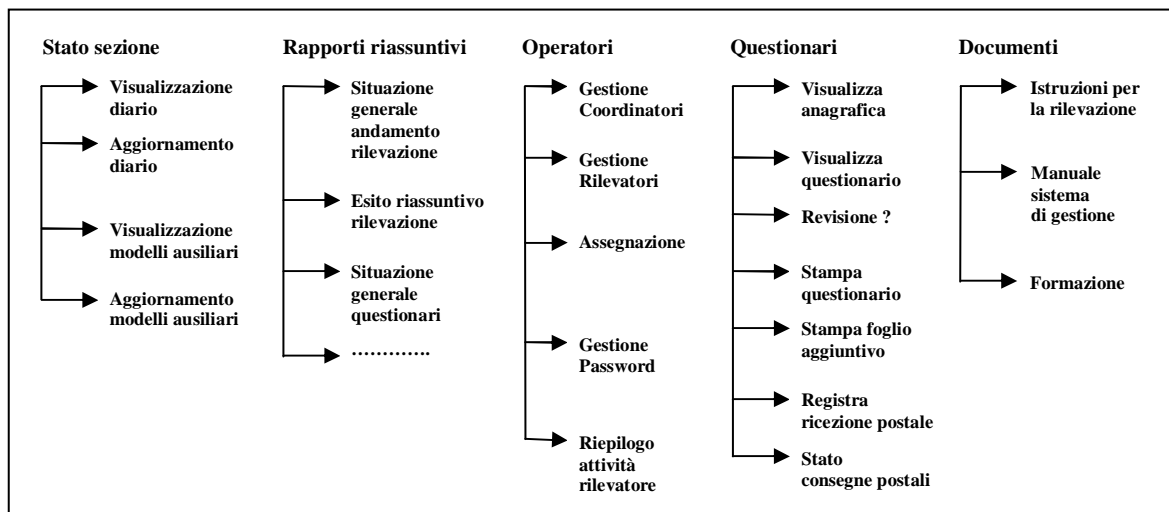 Stato sezione
Visualizzazione
diario
Aggiornamento
diario
Visualizzazione
modelli ausiliari
Aggiornamento
modelli ausiliari
Rapporti riassuntivi
Situazione
generale
andamento
rilevazione
Esito riassuntivo
rilevazione
Situazione
generale
questionari
………….
Operatori
Gestione
Coordinatori
Gestione
Rilevatori
Assegnazione
Gestione
Password
Riepilogo
attività
rilevatore
Questionari
Visualizza
anagrafica
Visualizza
questionario
Revisione ?
Stampa
questionario
Stampa foglio
aggiuntivo
Registra
ricezione postale
Stato
consegne postali
Documenti
Istruzioni per
la rilevazione
Manuale
sistema
di gestione
Formazione